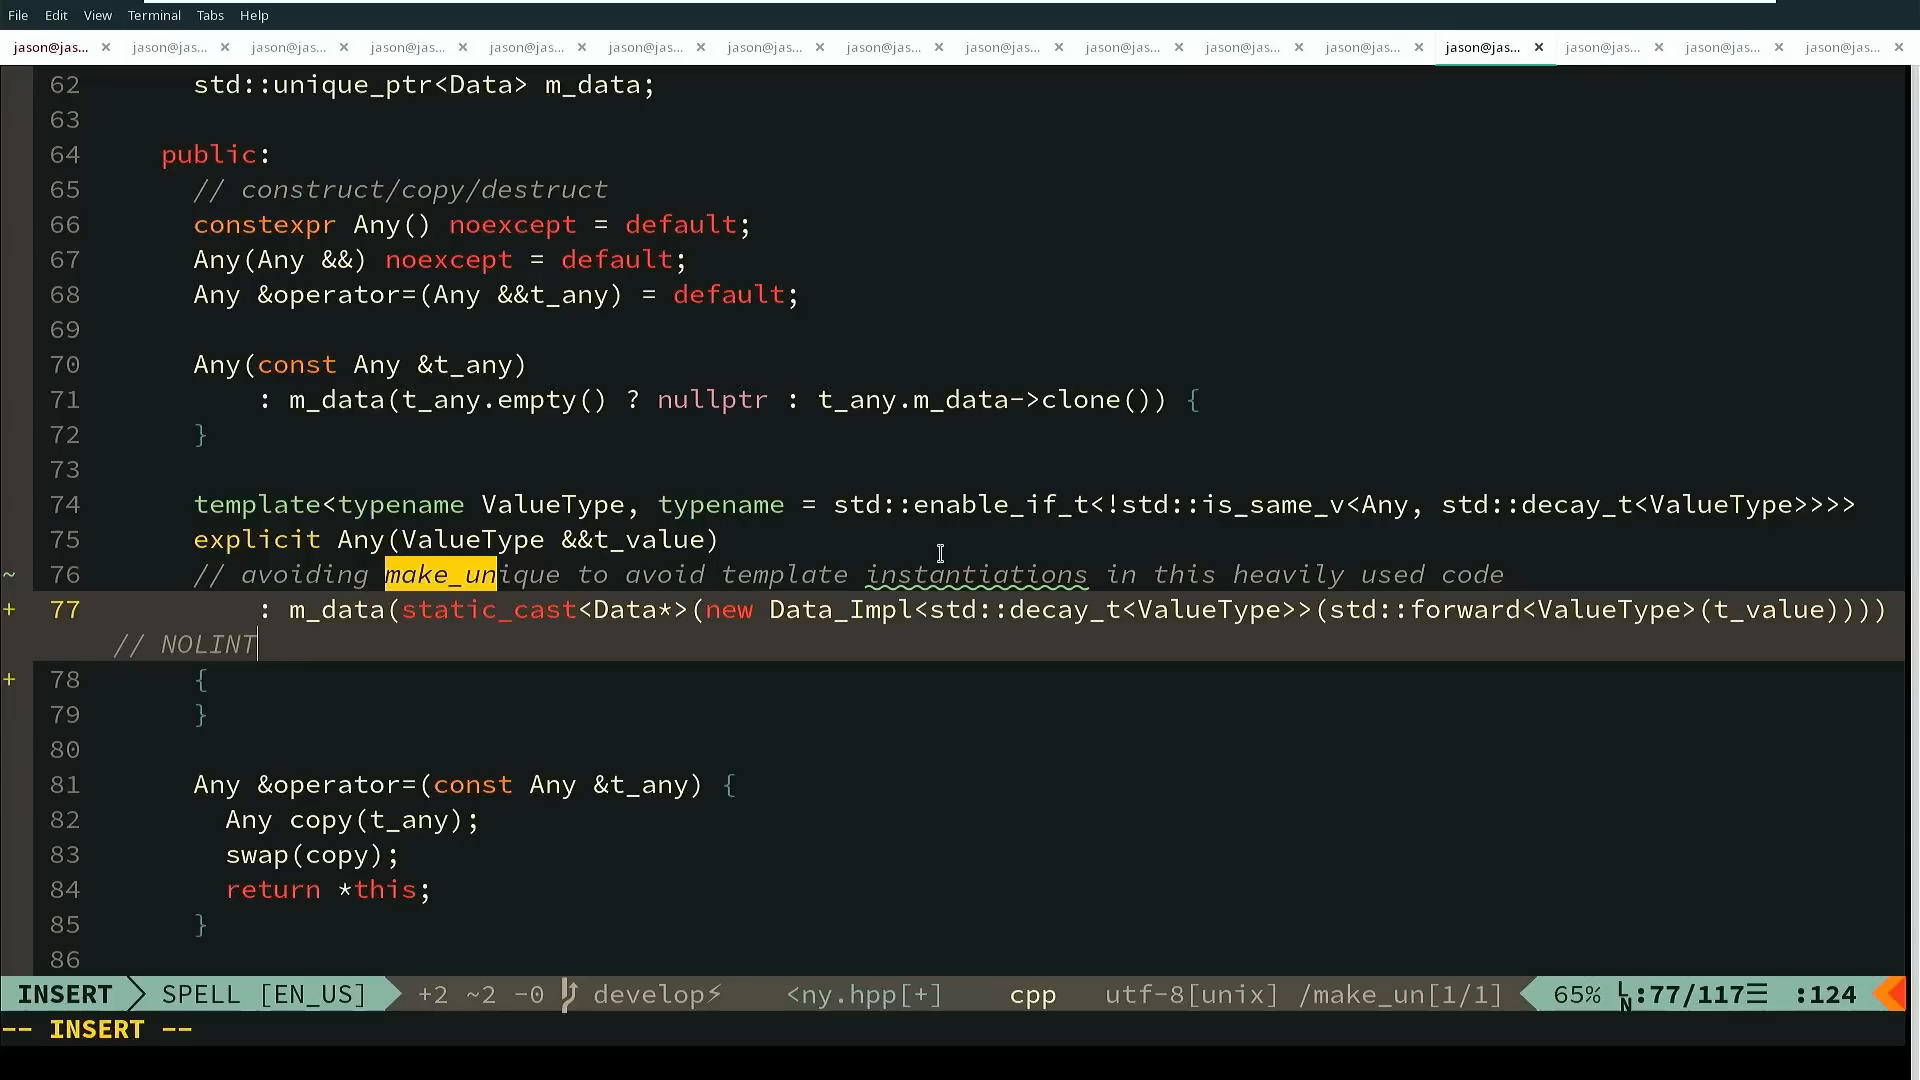 File Edit View Terminal Tabs Help
jason@jas... × jason@jas... × jason@jas... × jason@jas... × jason@jas... × jason@jas... × jason@jas... × jason@jas... × jason@jas... × jason@jas... × jason@jas... × jason@jas... × jason@jas... × jason@jas... × jason@jas... × jason@jas... ×
62 std::unique_ptr<Data> m_data;
63
64 public:
65 // construct/copy/destruct
66 constexpr Any() noexcept = default;
67 Any(Any &&) noexcept = default;
68 Any &operator=(Any &&t_any) = default;
69
70 Any(const Any &t_any)
71 : m_data(t_any.empty() ? nullptr : t_any.m_data->clone()) {
72 }
73
74 template<typename ValueType, typename = std::enable_if_t<!std::is_same_v<Any, std::decay_t<ValueType>>>>
75 explicit Any(ValueType &&t_value)
~ 76 // avoiding make_unique to avoid template instantiations in this heavily used code
+ 77 : m_data(static_cast<Data*>(new Data_Impl<std::decay_t<ValueType>>(std::forward<ValueType>(t_value))))
// NOLINT
+ 78 {
79 }
80
81 Any &operator=(const Any &t_any) {
82 Any copy(t_any);
83 swap(copy);
84 return *this;
85 }
86
INSERT SPELL [EN_US] +2 ~2 -0 develop⚡ <ny.hpp[+] cpp utf-8[unix] /make_un[1/1] 65% LN:77/117☰ :124
-- INSERT --